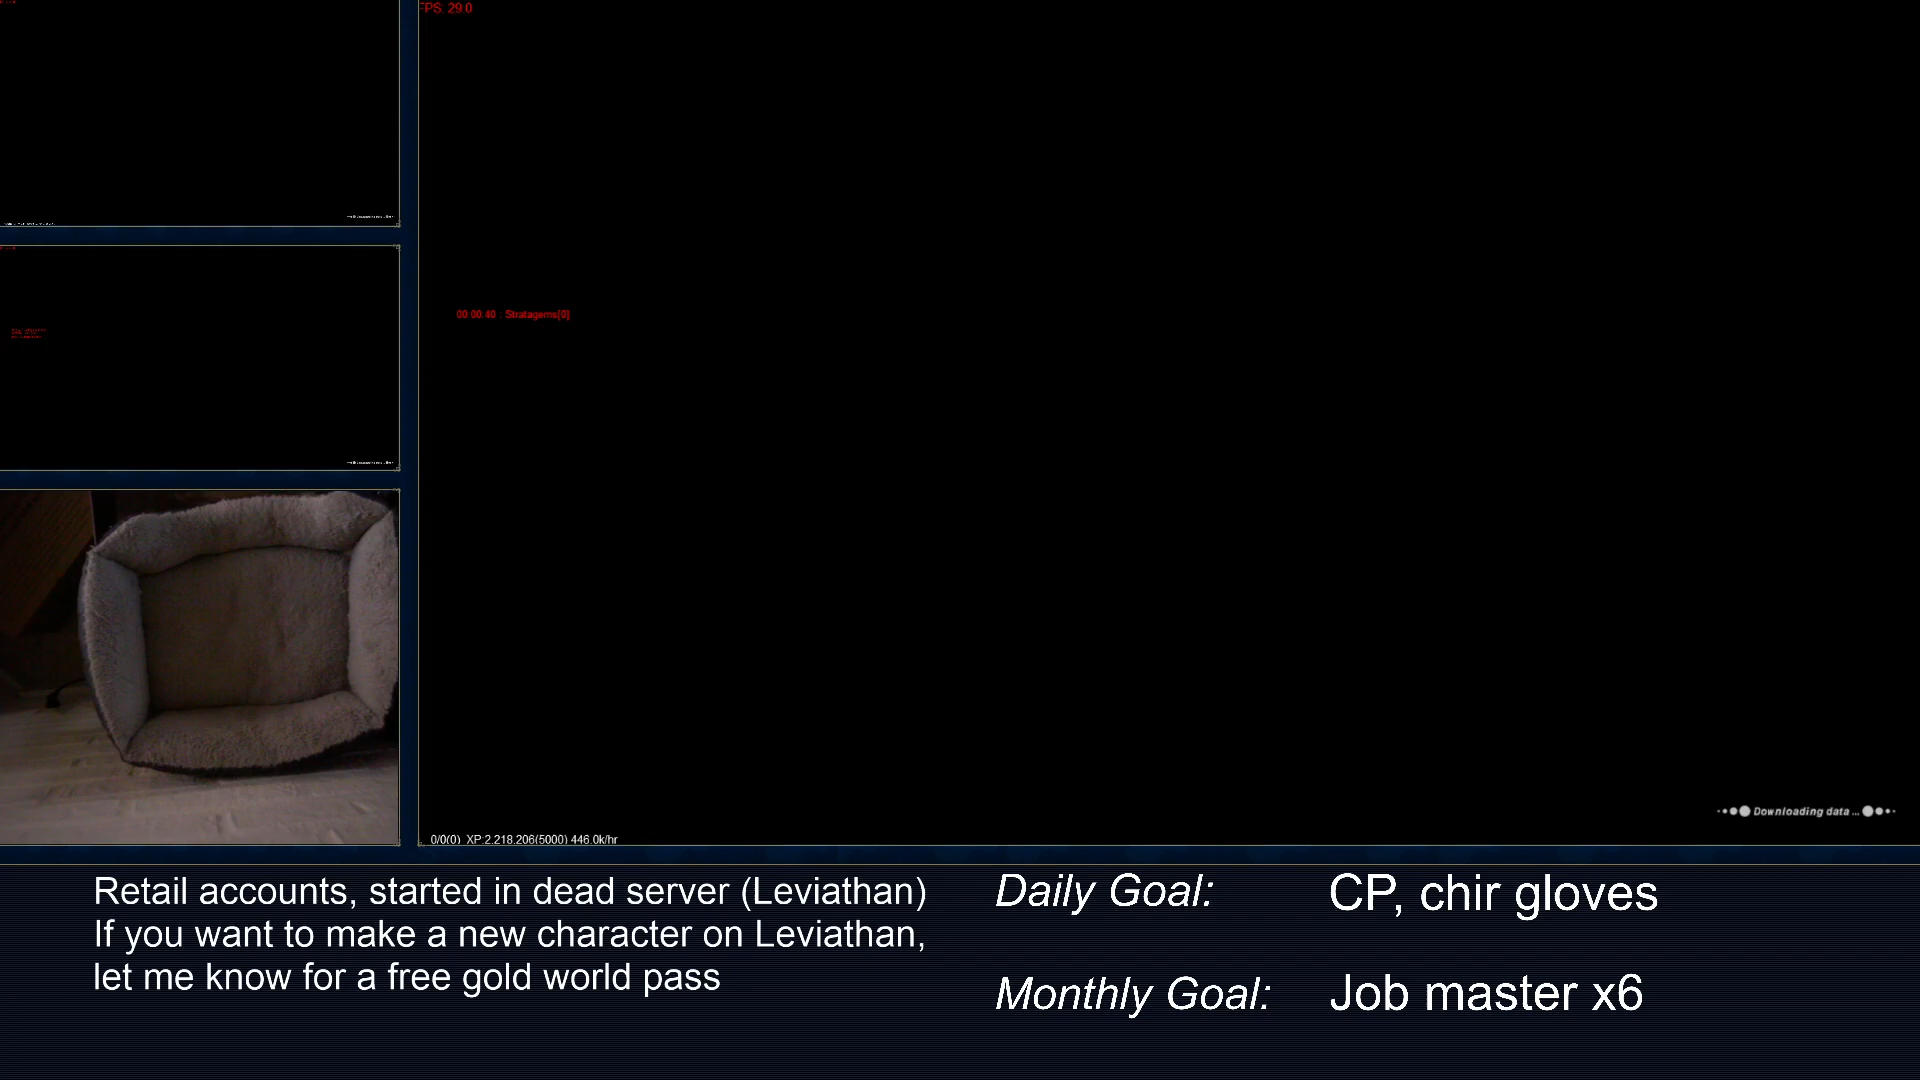 FPS: 29.0
00:00:40 : Stratagems[0]
Downloading data ...
0/0(0) XP:2,218,206(5000) 446.0k/hr
Retail accounts, started in dead server (Leviathan)
If you want to make a new character on Leviathan,
let me know for a free gold world pass
Daily Goal: CP, chir gloves
Monthly Goal: Job master x6